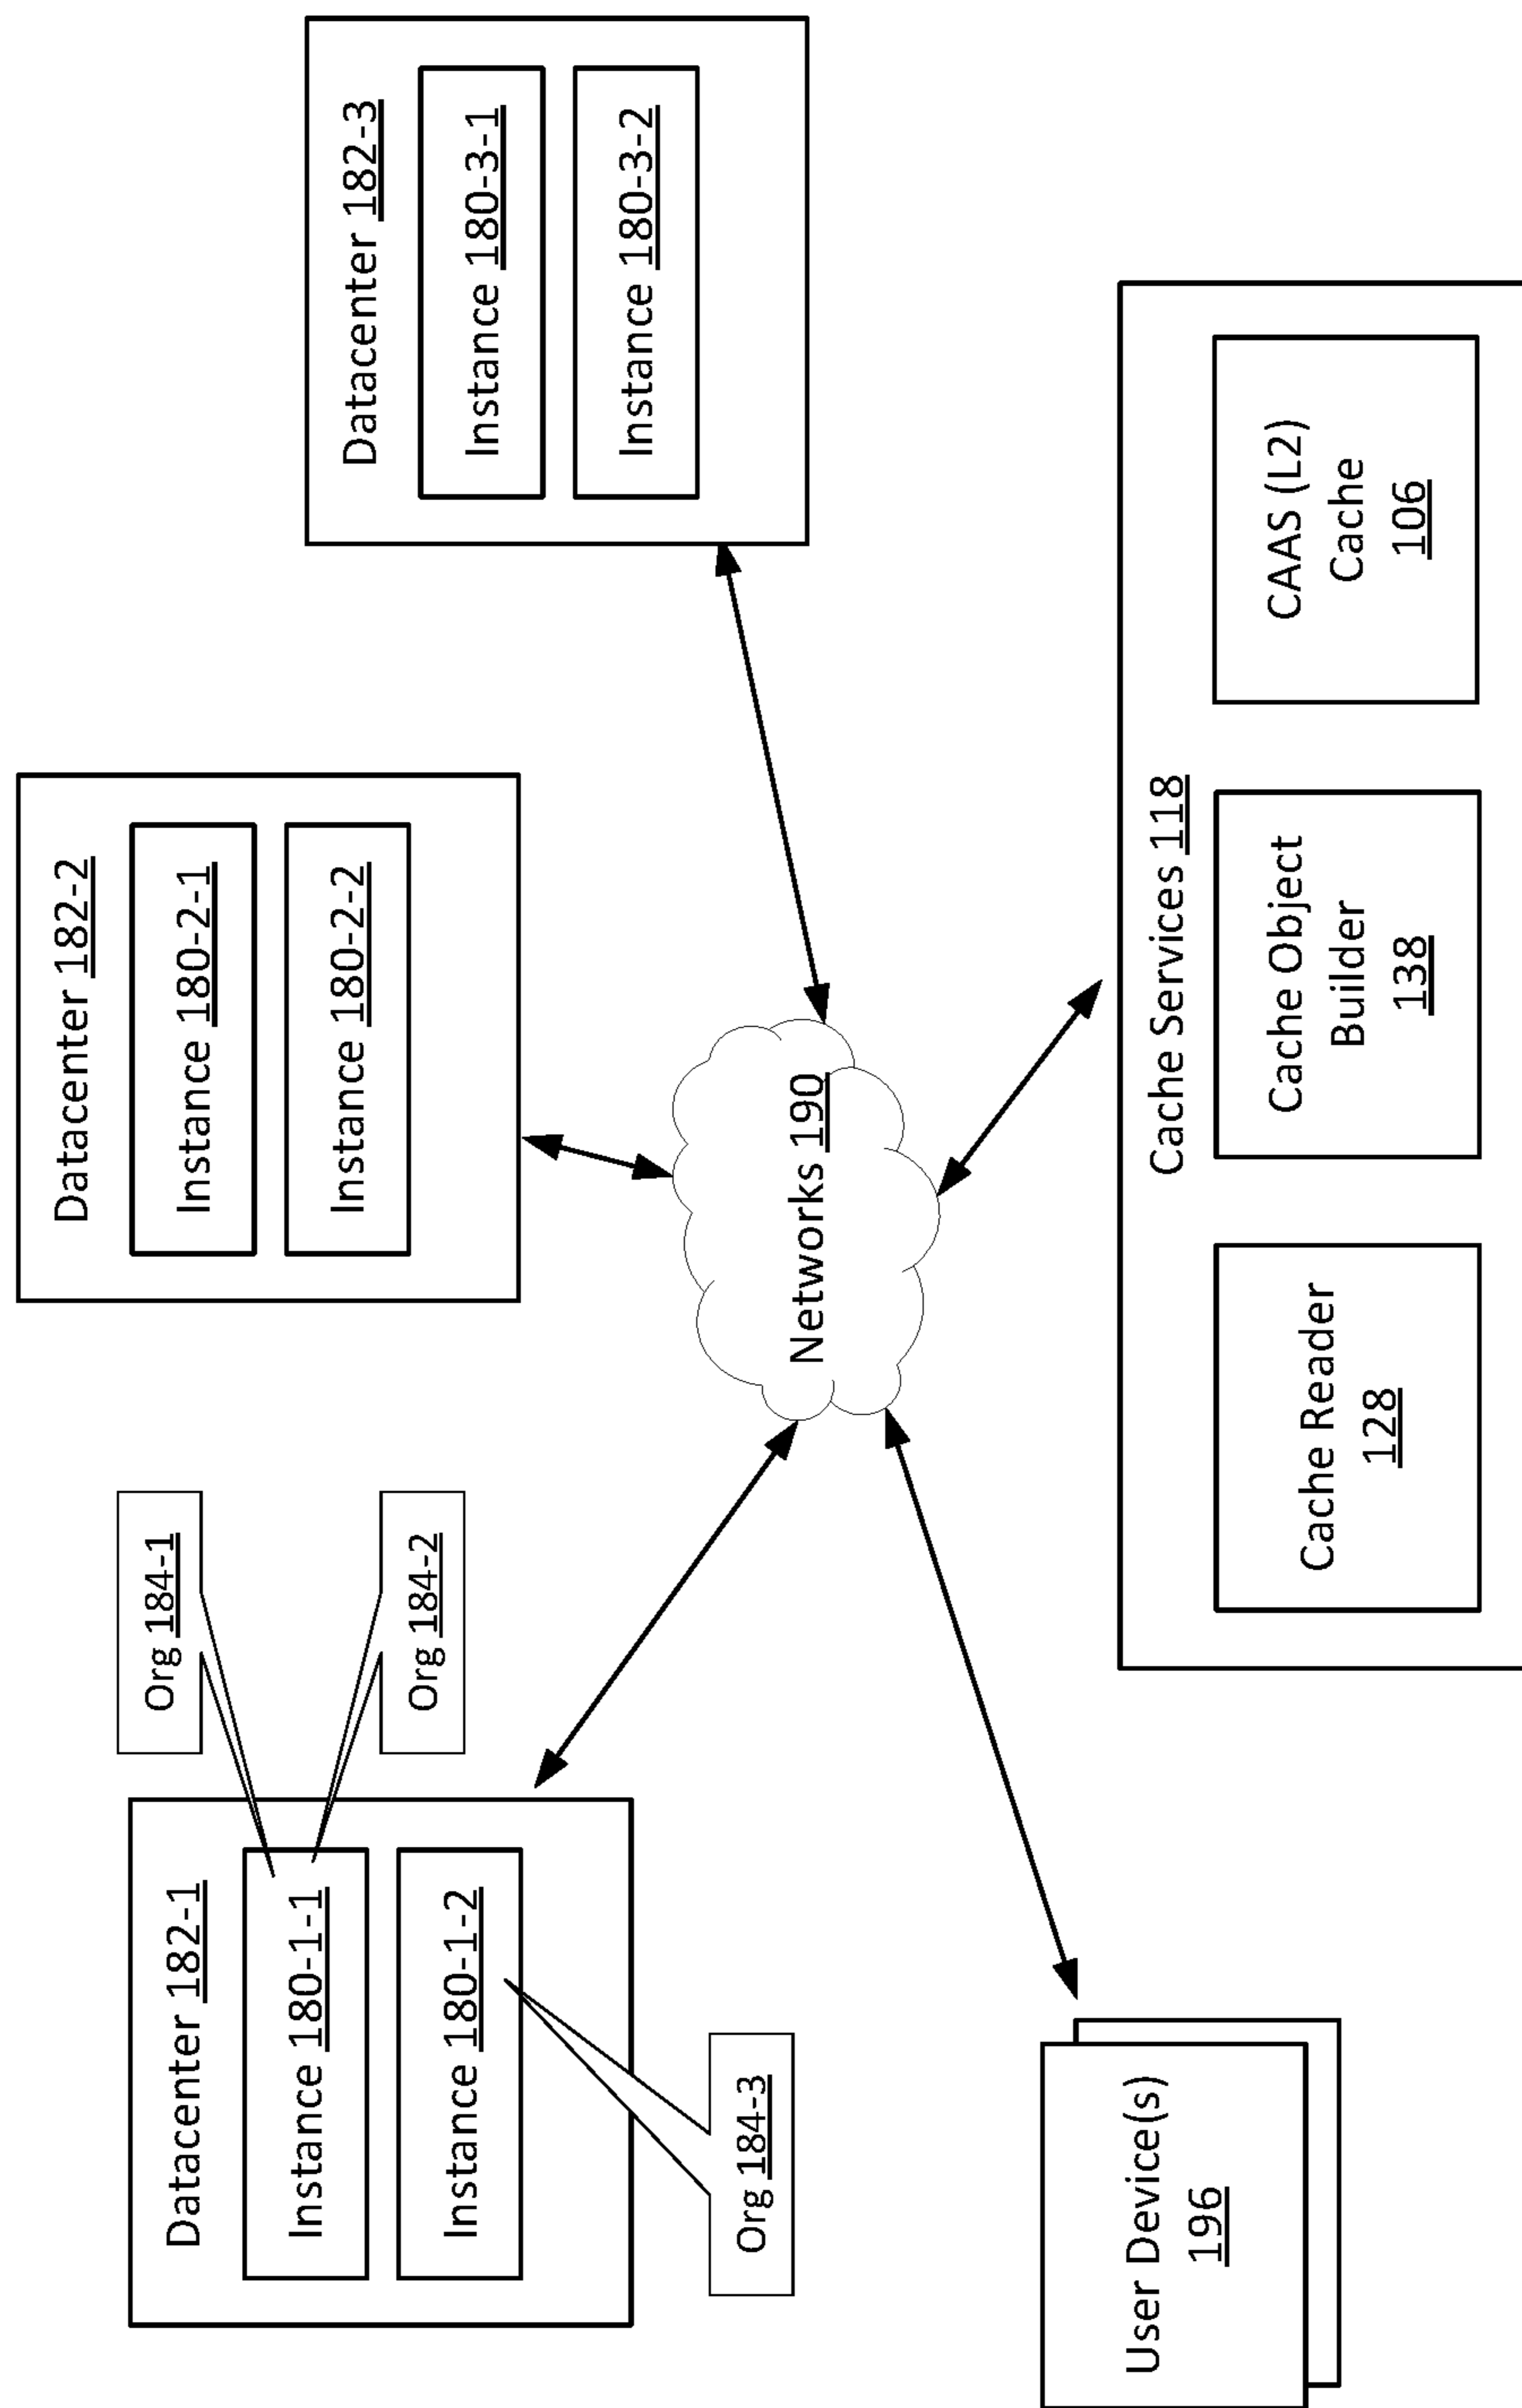 Datacenter 182-1
Instance 180-1-1
Instance 180-1-2
Org 184-1
Org 184-2
Org 184-3
Datacenter 182-2
Instance 180-2-1
Instance 180-2-2
Datacenter 182-3
Instance 180-3-1
Instance 180-3-2
Networks 190
User Device(s)
196
Cache Services 118
Cache Reader
128
Cache Object
Builder
138
CAAS (L2)
Cache
106